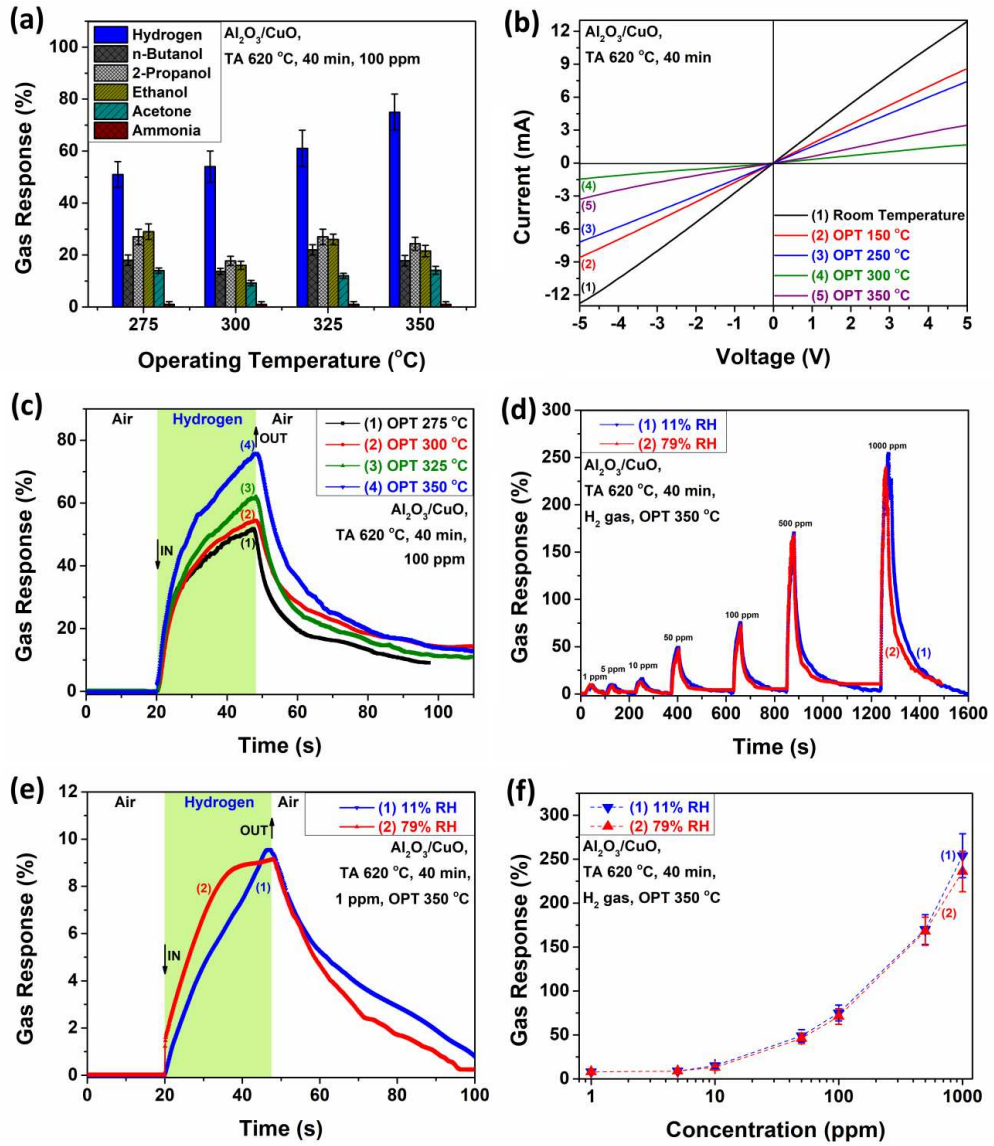 (a)
Hydrogen
n-Butanol
2-Propanol
Ethanol
Acetone
Ammonia
Al₂O₃/CuO,
TA 620 °C, 40 min, 100 ppm
100
80
60
40
20
0
Gas Response (%)
275
300
325
350
Operating Temperature (°C)
(b)
Al₂O₃/CuO,
TA 620 °C, 40 min
12
9
6
3
0
-3
-6
-9
-12
Current (mA)
(4)
(5)
(3)
(2)
(1)
(1) Room Temperature
(2) OPT 150 °C
(3) OPT 250 °C
(4) OPT 300 °C
(5) OPT 350 °C
-5 -4 -3 -2 -1 0 1 2 3 4 5
Voltage (V)
(c)
Air
Hydrogen
Air
(1) OPT 275 °C
(2) OPT 300 °C
(3) OPT 325 °C
(4) OPT 350 °C
Al₂O₃/CuO,
TA 620 °C, 40 min,
100 ppm
OUT
IN
(4)
(3)
(2)
(1)
80
60
40
20
0
Gas Response (%)
0 20 40 60 80 100
Time (s)
(d)
(1) 11% RH
(2) 79% RH
Al₂O₃/CuO,
TA 620 °C, 40 min,
H₂ gas, OPT 350 °C
1 ppm
5 ppm
10 ppm
50 ppm
100 ppm
500 ppm
1000 ppm
(2)
(1)
300
250
200
150
100
50
0
Gas Response (%)
0 200 400 600 800 1000 1200 1400 1600
Time (s)
(e)
Air
Hydrogen
Air
(1) 11% RH
(2) 79% RH
Al₂O₃/CuO,
TA 620 °C, 40 min,
1 ppm, OPT 350 °C
OUT
IN
(2)
(1)
12
10
8
6
4
2
0
Gas Response (%)
0 20 40 60 80 100
Time (s)
(f)
(1) 11% RH
(2) 79% RH
Al₂O₃/CuO,
TA 620 °C, 40 min,
H₂ gas, OPT 350 °C
(1)
(2)
300
250
200
150
100
50
0
Gas Response (%)
1 10 100 1000
Concentration (ppm)